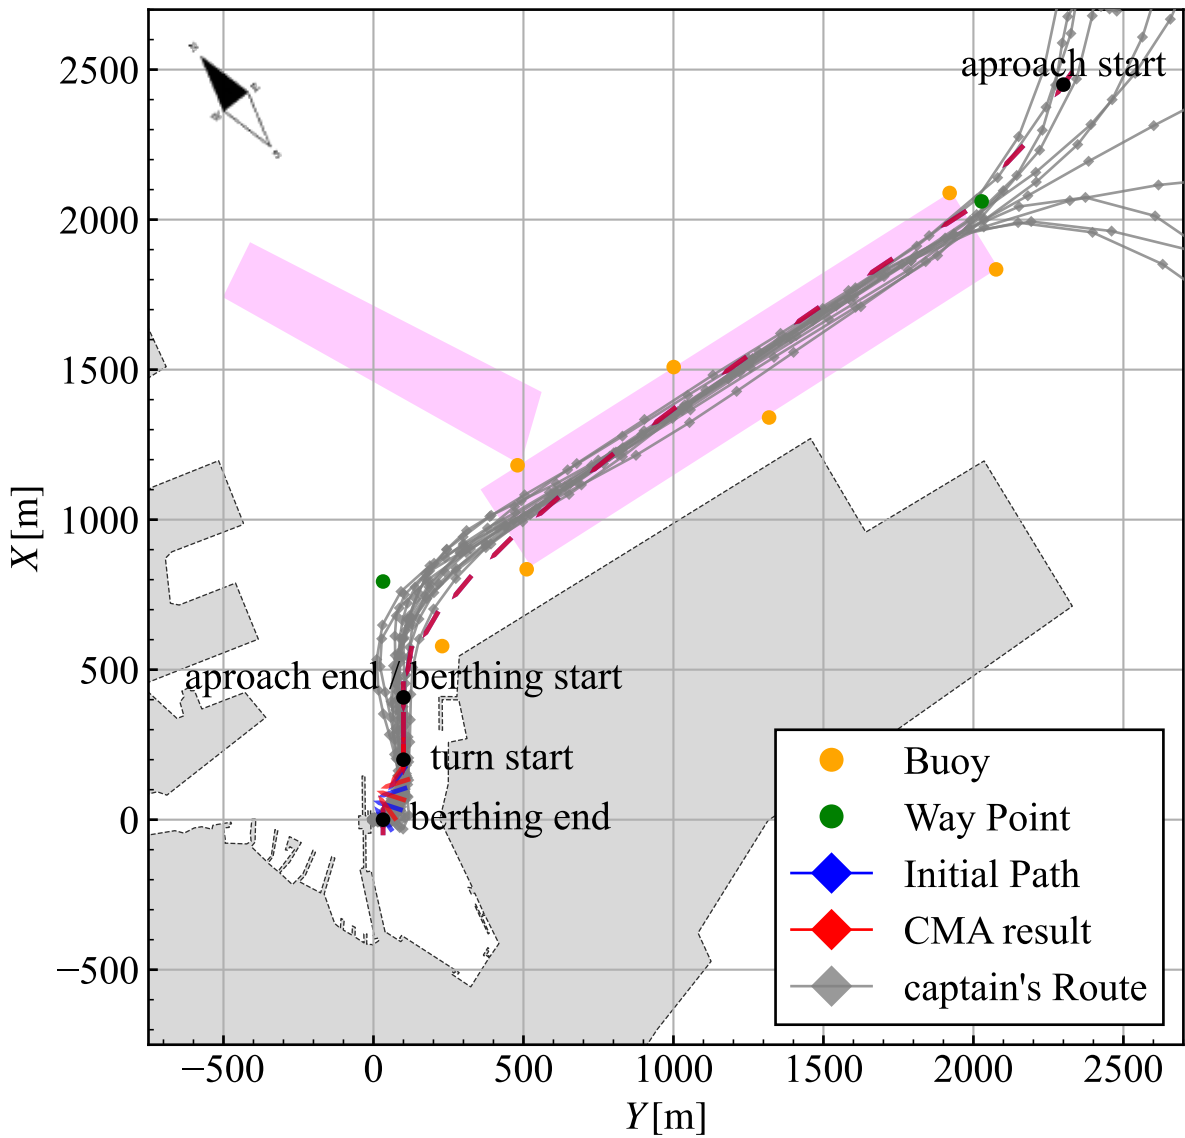 2500
2000
1500
1000
500
0
−500
X [m]
aproach start
aproach end / berthing start
turn start
berthing end
Buoy
Way Point
Initial Path
CMA result
captain's Route
−500
0
500
1000
1500
2000
2500
Y [m]